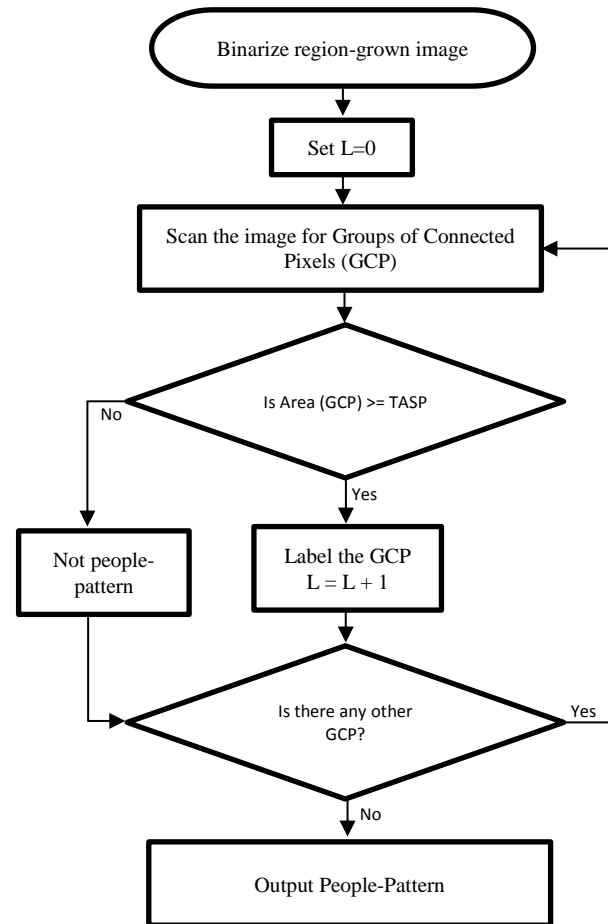 Binarize region-grown image
Set L=0
Scan the image for Groups of Connected
Pixels (GCP)
Is Area (GCP) >= TASP
No
Yes
Not people-
pattern
Label the GCP
L = L + 1
Is there any other
GCP?
Yes
No
Output People-Pattern